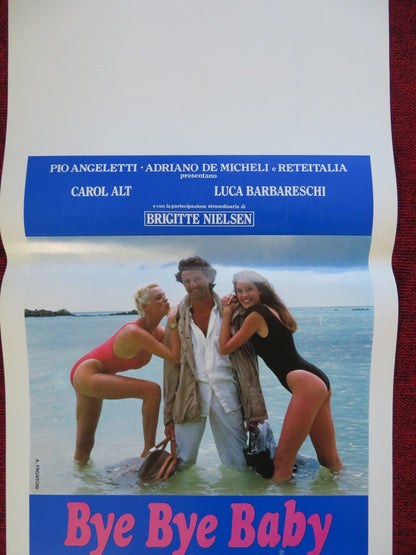 PIO ANGELETTI · ADRIANO DE MICHELI e RETEITALIA
presentano
CAROL ALT LUCA BARBARESCHI
e con la partecipazione straordinaria di
BRIGITTE NIELSEN
A. FRONTONI
Bye Bye Baby